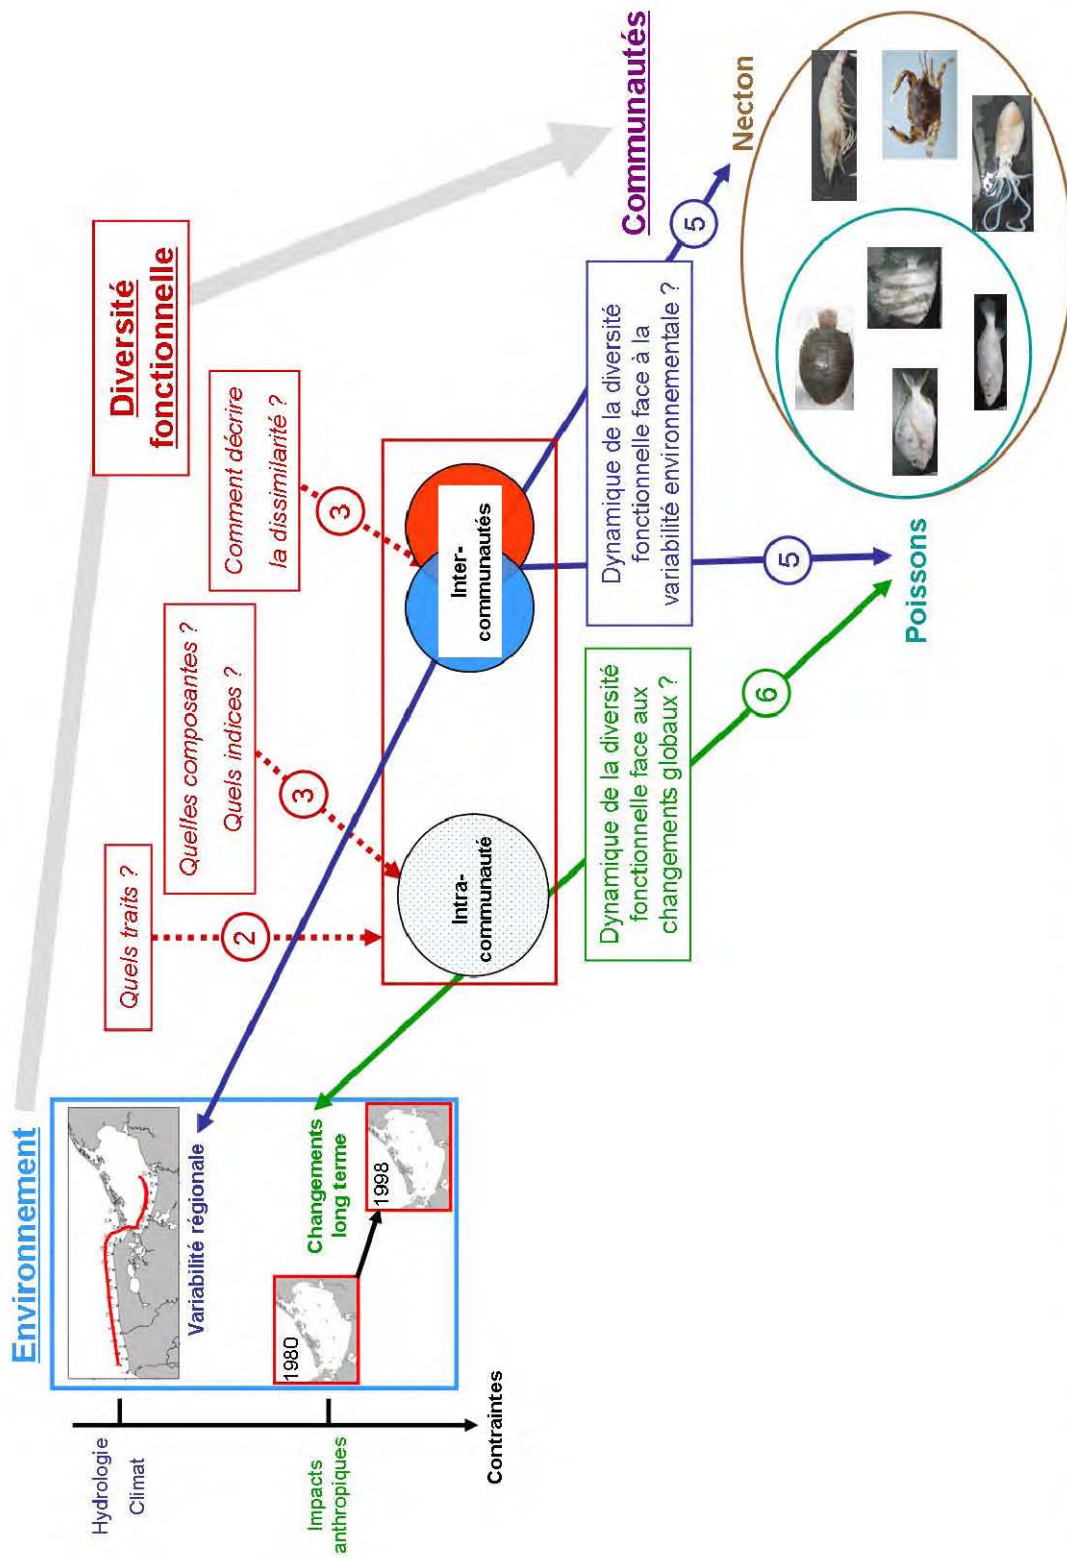 Environnement
Diversité
fonctionnelle
Communautés
Hydrologie
Climat
Impacts
anthropiques
Contraintes
Variabilité régionale
1980
Changements
long terme
1998
Quels traits ?
2
Quelles composantes ?
Quels indices ?
3
Comment décrire
la dissimilarité ?
3
Intra-
communauté
Inter-
communautés
Dynamique de la diversité
fonctionnelle face aux
changements globaux ?
6
Dynamique de la diversité
fonctionnelle face à la
variabilité environnementale ?
5
5
Poissons
Necton